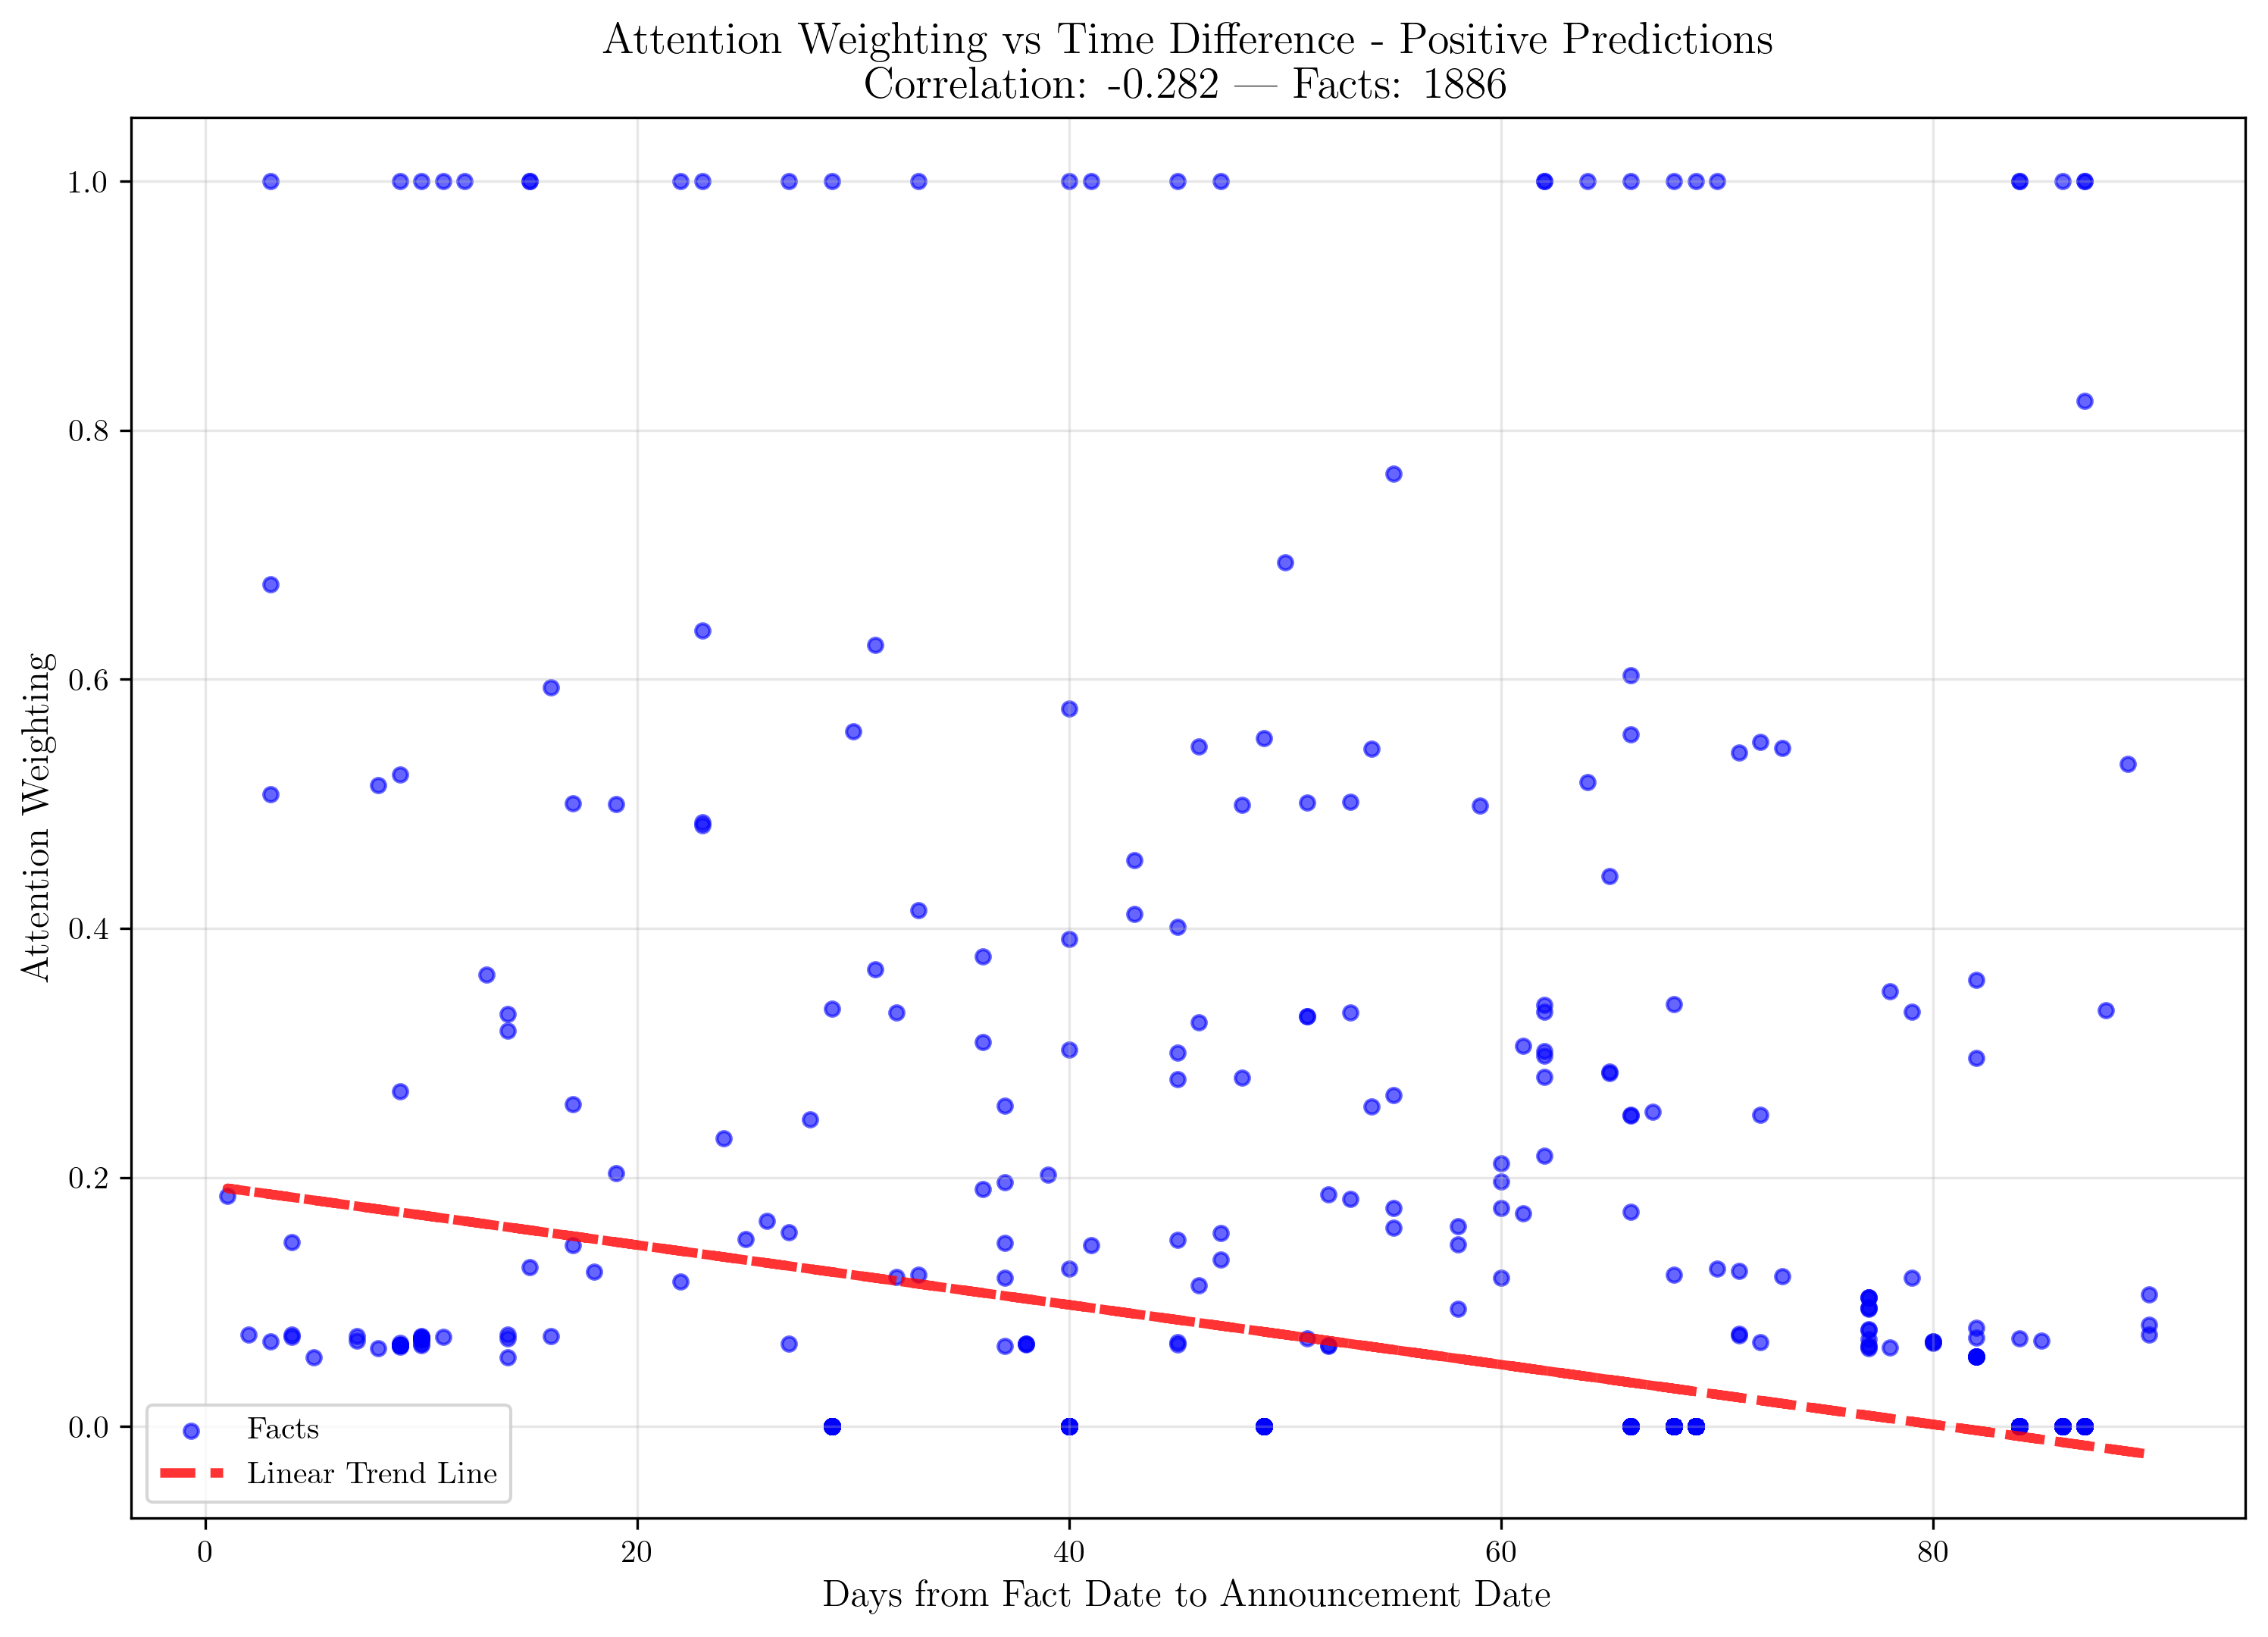 Attention Weighting vs Time Difference - Positive Predictions
Correlation: -0.282 — Facts: 1886
1.0
0.8
0.6
0.4
0.2
0.0
Attention Weighting
Facts
Linear Trend Line
0
20
40
60
80
Days from Fact Date to Announcement Date